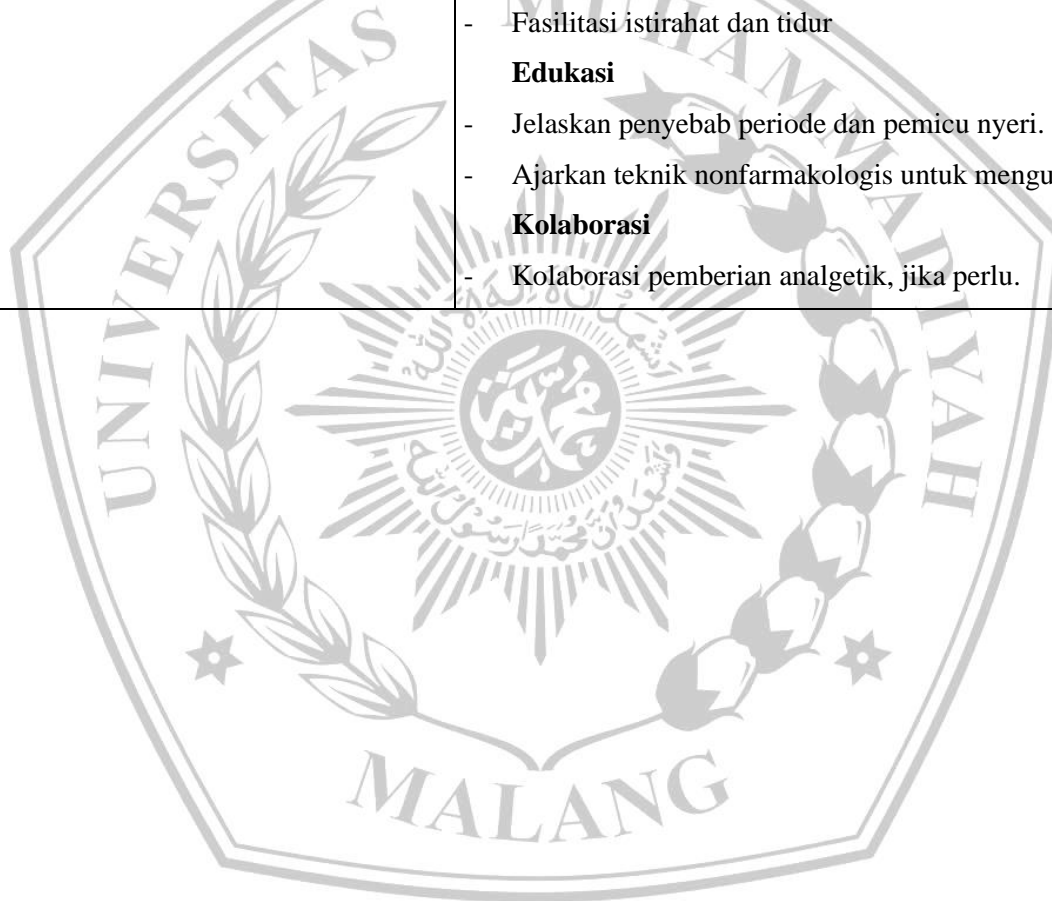 - Fasilitasi istirahat dan tidur
Edukasi
- Jelaskan penyebab periode dan pemicu nyeri.
- Ajarkan teknik nonfarmakologis untuk mengu
Kolaborasi
- Kolaborasi pemberian analgetik, jika perlu.
UNIVERSITAS MUHAMMADIYAH
MALANG